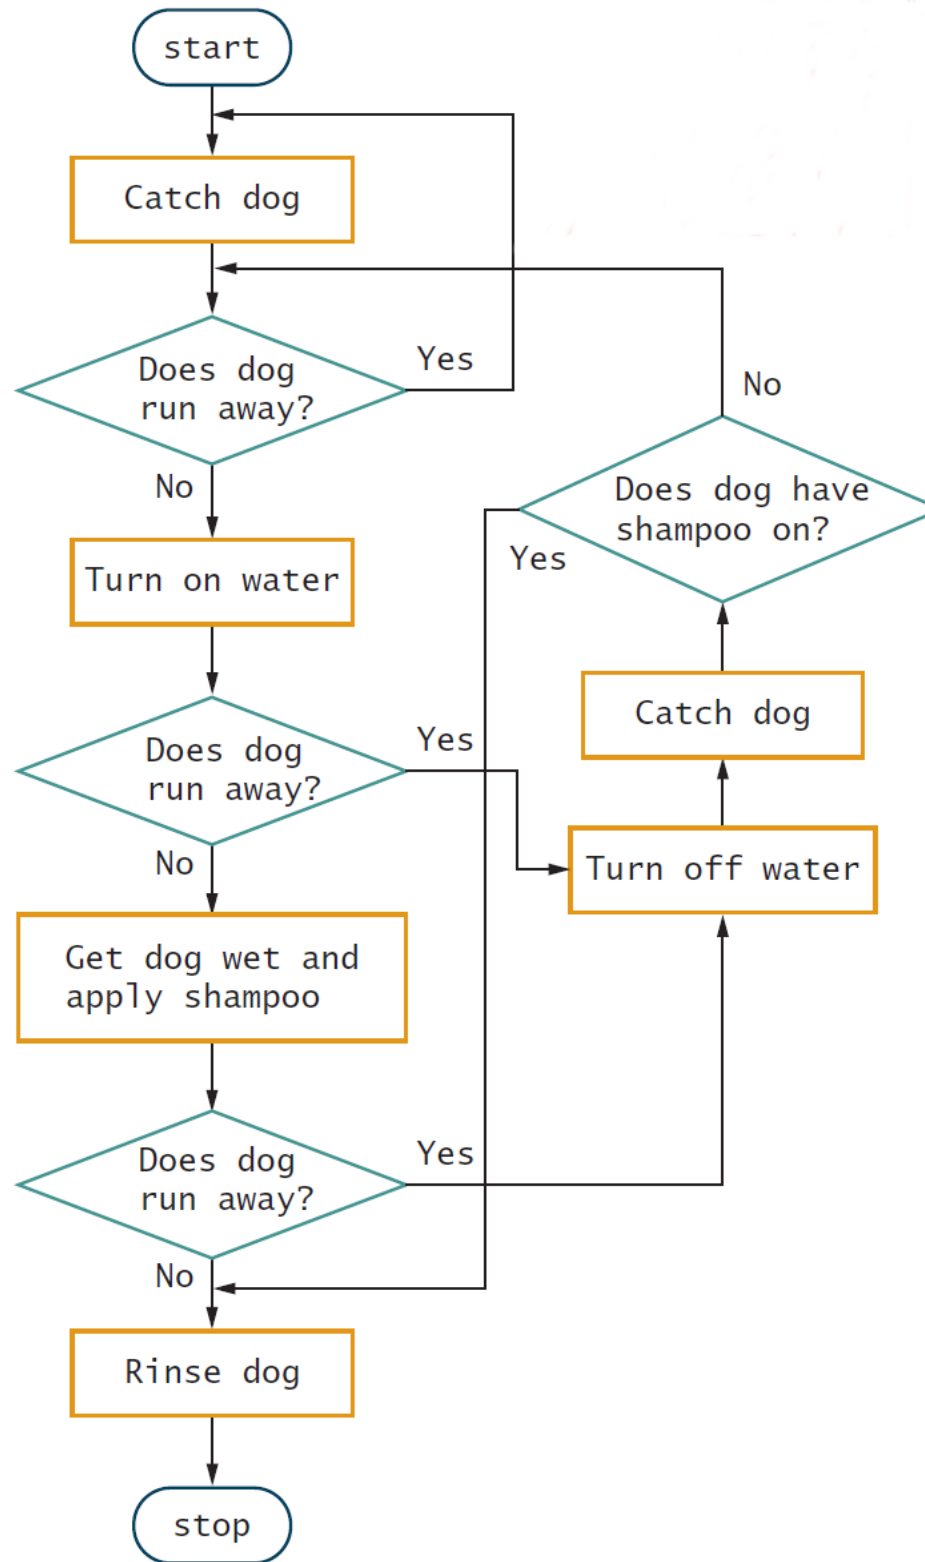 start
Catch dog
Does dog
run away?
Yes
No
Turn on water
Does dog
run away?
Yes
No
Get dog wet and
apply shampoo
Does dog
run away?
Yes
No
Rinse dog
stop
No
Does dog have
shampoo on?
Yes
Catch dog
Turn off water